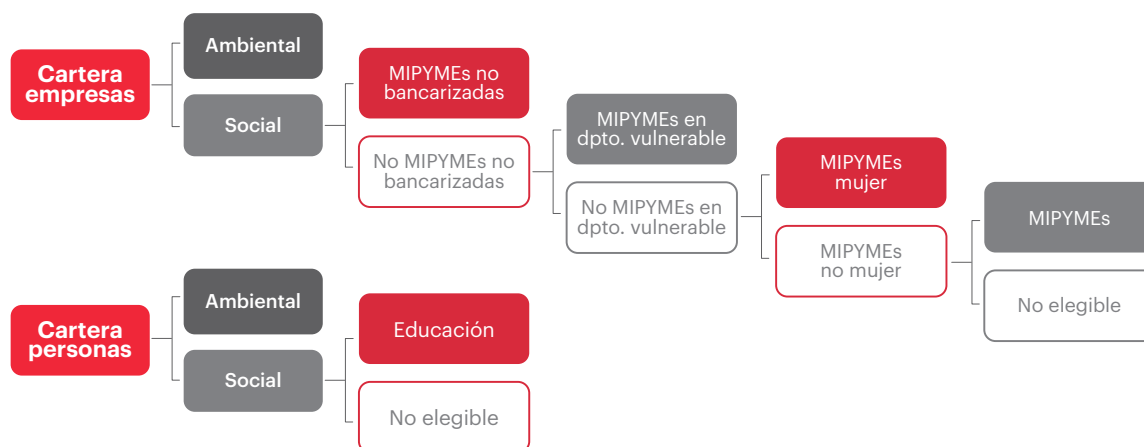 Cartera
empresas
Ambiental
Social
MIPYMEs no
bancarizadas
No MIPYMEs no
bancarizadas
MIPYMEs en
dpto. vulnerable
No MIPYMEs en
dpto. vulnerable
MIPYMEs
mujer
MIPYMEs
no mujer
MIPYMEs
No elegible
Cartera
personas
Ambiental
Social
Educación
No elegible